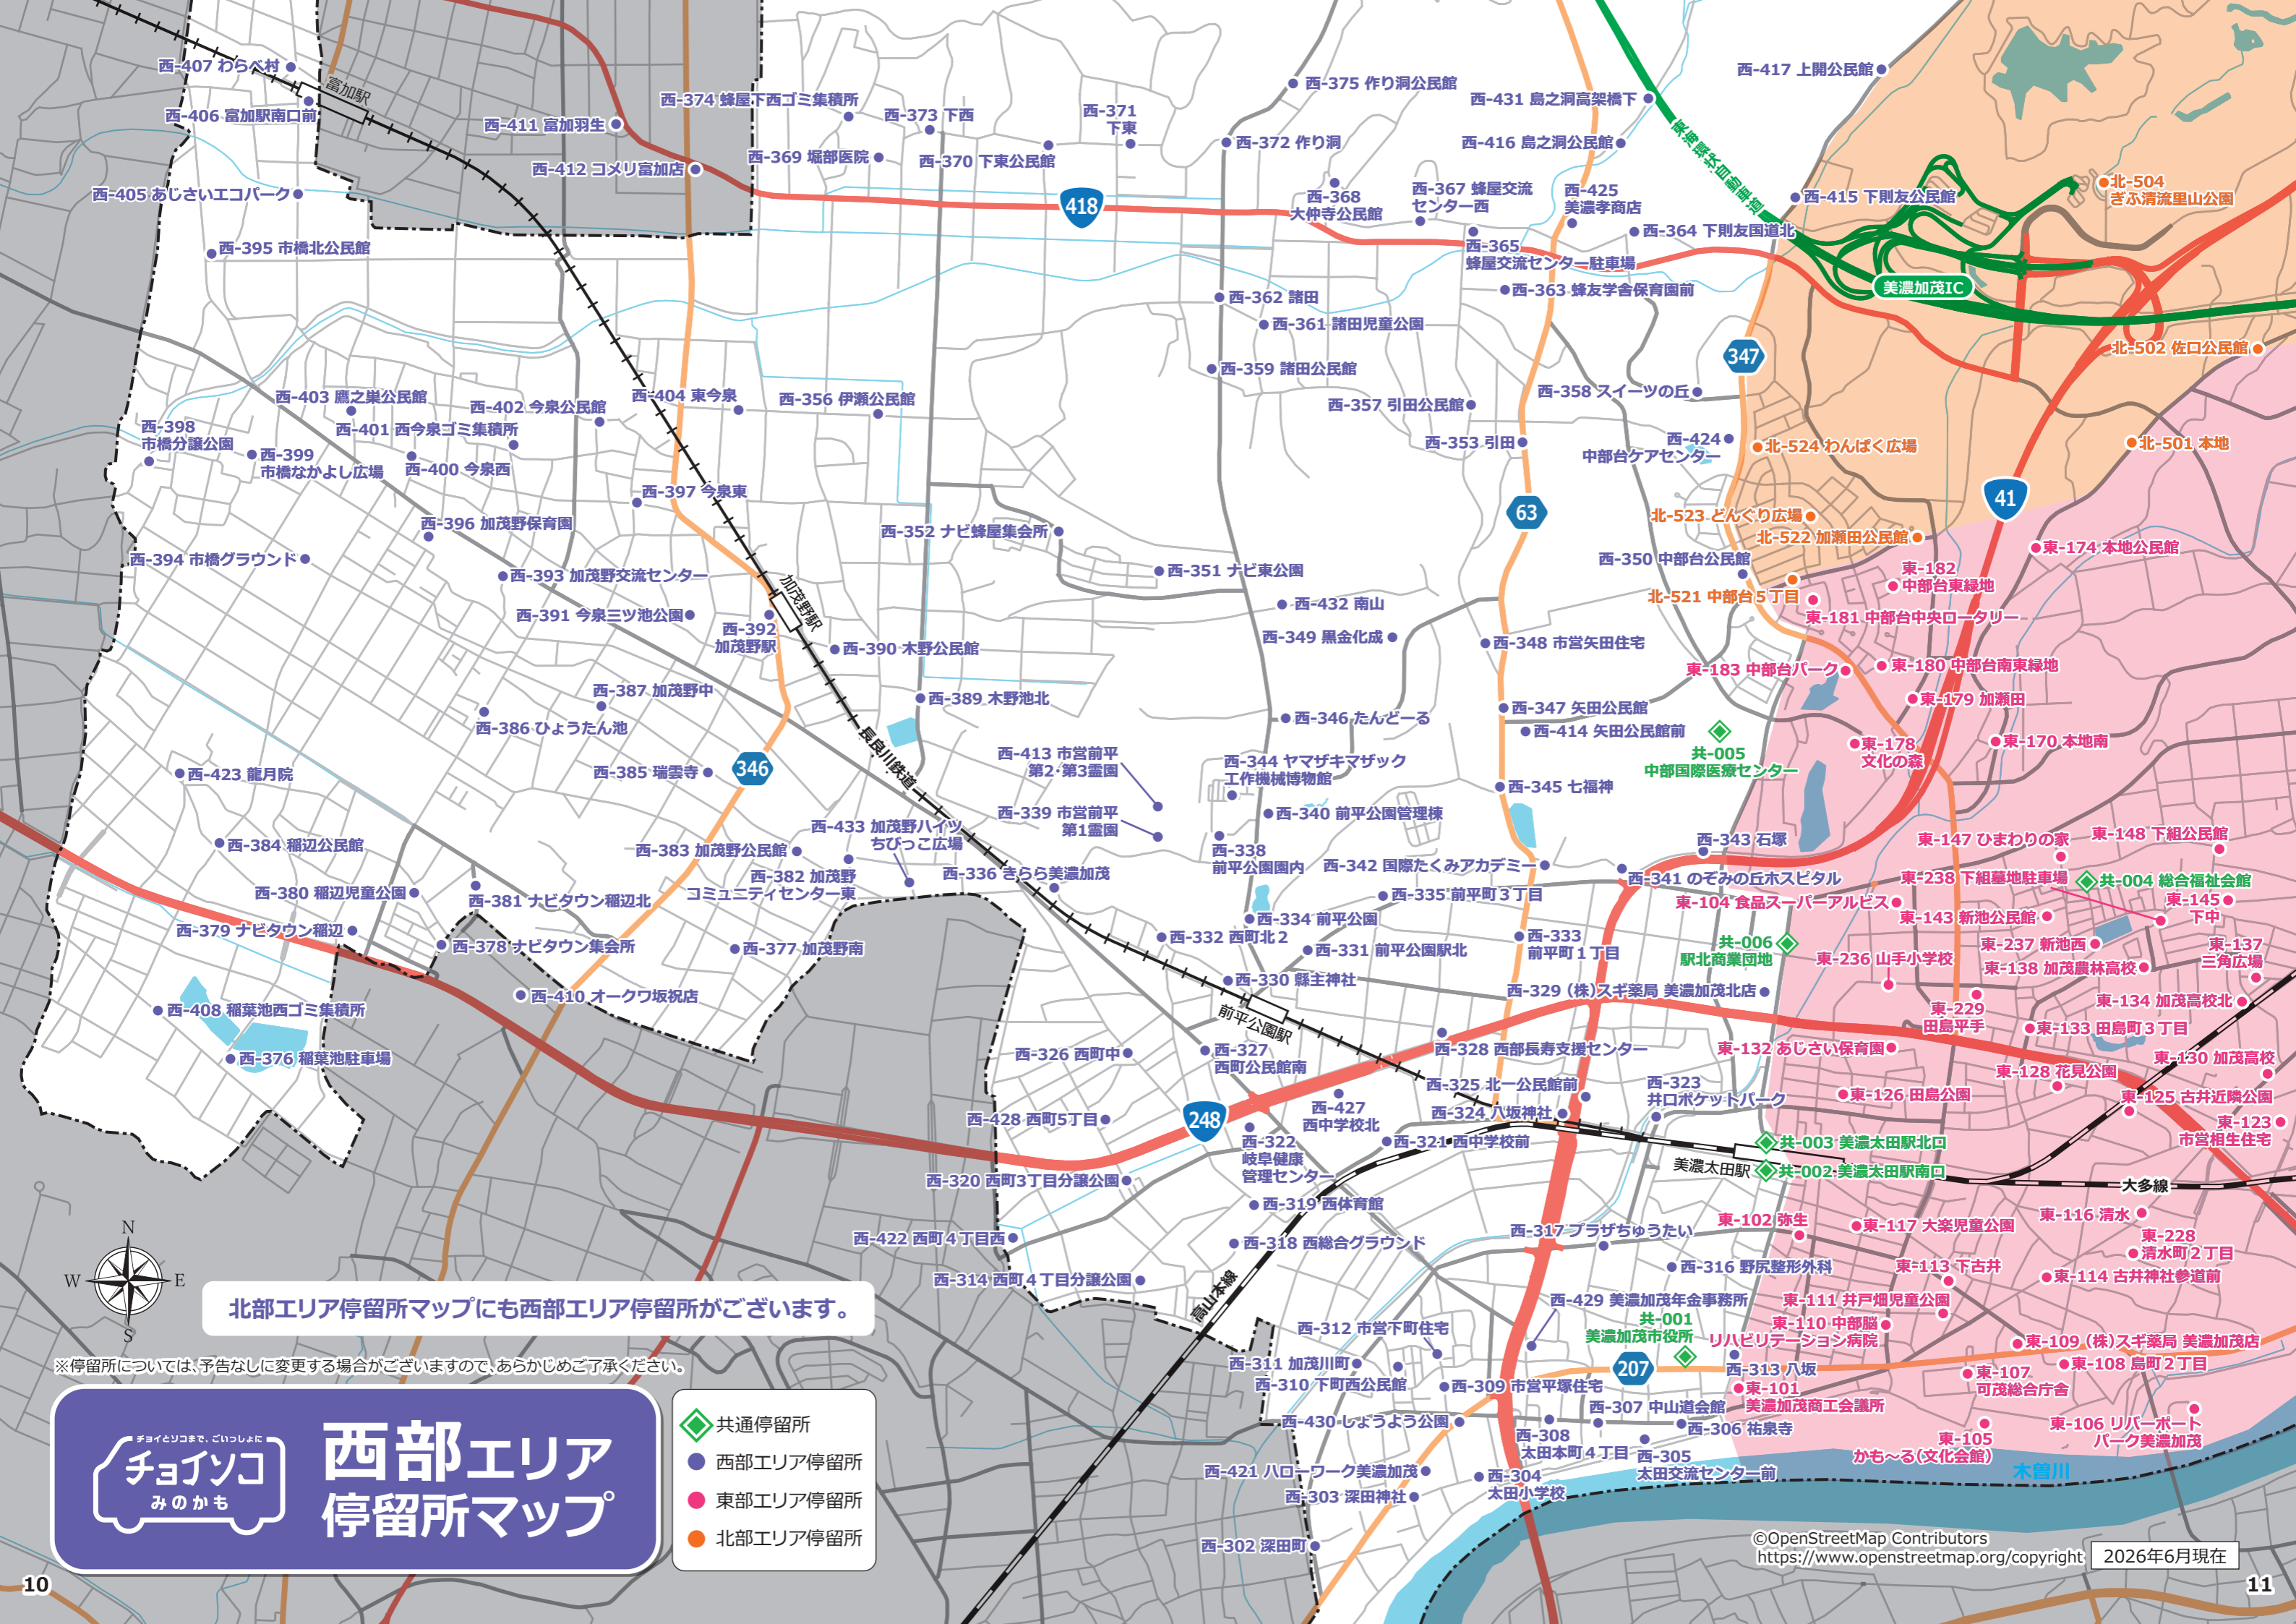 西-407 わらべ村
富加駅
西-406 富加駅南口前
西-411 富加羽生
西-412 コメリ富加店
西-405 あじさいエコパーク
西-395 市橋北公民館
西-374 蜂屋下西ゴミ集積所
西-373 下西
西-371
下東
西-369 堀部医院
西-370 下東公民館
西-375 作り洞公民館
西-372 作り洞
西-431 島之洞高架橋下
西-416 島之洞公民館
西-417 上開公民館
東海環状自動車道
418
西-368
大仲寺公民館
西-367 蜂屋交流
センター西
西-425
美濃孝商店
西-415 下則友公民館
西-364 下則友国道北
西-365
蜂屋交流センター駐車場
北-504
ぎふ清流里山公園
美濃加茂IC
西-363 蜂友学舎保育園前
西-362 諸田
西-361 諸田児童公園
西-359 諸田公民館
347
北-502 佐口公民館
西-358 スイーツの丘
西-357 引田公民館
西-353 引田
西-424
中部台ケアセンター
北-524 わんぱく広場
北-501 本地
西-403 鷹之巣公民館
西-402 今泉公民館
西-404 東今泉
西-356 伊瀬公民館
西-398
市橋分譲公園
西-401 西今泉ゴミ集積所
西-399
市橋なかよし広場
西-400 今泉西
西-397 今泉東
西-396 加茂野保育園
西-394 市橋グラウンド
西-393 加茂野交流センター
西-352 ナビ蜂屋集会所
西-351 ナビ東公園
63
41
北-523 どんぐり広場
北-522 加瀬田公民館
西-350 中部台公民館
北-521 中部台5丁目
東-174 本地公民館
東-182
中部台東緑地
東-181 中部台中央ロータリー
西-391 今泉三ツ池公園
加茂野駅
西-392
加茂野駅
西-390 木野公民館
西-432 南山
西-349 黒金化成
西-348 市営矢田住宅
東-183 中部台パーク
東-180 中部台南東緑地
東-179 加瀬田
西-387 加茂野中
西-386 ひょうたん池
西-389 木野池北
西-346 たんどーる
西-347 矢田公民館
西-414 矢田公民館前
共-005
中部国際医療センター
東-178
文化の森
東-170 本地南
長良川鉄道
西-423 龍月院
西-385 瑞雲寺
346
西-413 市営前平
第2・第3霊園
西-344 ヤマザキマザック
工作機械博物館
西-345 七福神
西-339 市営前平
第1霊園
西-340 前平公園管理棟
西-384 稲辺公民館
西-383 加茂野公民館
西-433 加茂野ハイツ
ちびっこ広場
西-338
前平公園園内
西-342 国際たくみアカデミー
西-343 石塚
西-341 のぞみの丘ホスピタル
東-147 ひまわりの家
東-148 下組公民館
西-382 加茂野
コミュニティセンター東
西-336 きらら美濃加茂
西-335 前平町3丁目
東-238 下組墓地駐車場
共-004 総合福祉会館
西-380 稲辺児童公園
西-381 ナビタウン稲辺北
東-104 食品スーパーアルビス
東-143 新池公民館
東-145
下中
西-379 ナビタウン稲辺
西-378 ナビタウン集会所
西-377 加茂野南
西-334 前平公園
西-332 西町北2
西-331 前平公園駅北
西-333
前平町1丁目
共-006
駅北商業団地
東-237 新池西
東-137
三角広場
東-236 山手小学校
東-138 加茂農林高校
西-330 縣主神社
西-329 (株)スギ薬局 美濃加茂北店
西-410 オークワ坂祝店
西-408 稲葉池西ゴミ集積所
東-229
田島平手
東-134 加茂高校北
東-133 田島町3丁目
前平公園駅
西-376 稲葉池駐車場
西-326 西町中
西-327
西町公民館南
西-328 西部長寿支援センター
東-132 あじさい保育園
東-130 加茂高校
東-128 花見公園
西-325 北一公民館前
西-323
井口ポケットパーク
東-126 田島公園
東-125 古井近隣公園
西-428 西町5丁目
248
西-427
西中学校北
西-324 八坂神社
西-321 西中学校前
東-123
市営相生住宅
西-322
岐阜健康
管理センター
共-003 美濃太田駅北口
美濃太田駅
共-002 美濃太田駅南口
西-320 西町3丁目分譲公園
西-319 西体育館
大多線
西-422 西町4丁目西
西-318 西総合グラウンド
西-317 プラザちゅうたい
東-102 弥生
東-117 大楽児童公園
東-116 清水
東-228
清水町2丁目
西-314 西町4丁目分譲公園
高山本線
西-316 野尻整形外科
東-113 下古井
東-114 古井神社参道前
西-429 美濃加茂年金事務所
東-111 井戸畑児童公園
共-001
美濃加茂市役所
東-110 中部脳
リハビリテーション病院
西-312 市営下町住宅
西-311 加茂川町
西-310 下町西公民館
207
西-313 八坂
東-109 (株)スギ薬局 美濃加茂店
東-108 島町2丁目
東-107
可茂総合庁舎
西-309 市営平塚住宅
東-101
美濃加茂商工会議所
西-430 しょうよう公園
西-307 中山道会館
西-306 祐泉寺
西-308
太田本町4丁目
東-105
かも~る(文化会館)
東-106 リバーポート
パーク美濃加茂
西-305
太田交流センター前
西-421 ハローワーク美濃加茂
西-304
太田小学校
木曽川
西-303 深田神社
西-302 深田町
N
W
E
S
北部エリア停留所マップにも西部エリア停留所がございます。
※停留所については、予告なしに変更する場合がございますので、あらかじめご了承ください。
チョイとソコまで、ごいっしょに
チョイソコ
みのかも
西部エリア
停留所マップ
共通停留所
西部エリア停留所
東部エリア停留所
北部エリア停留所
©OpenStreetMap Contributors
https://www.openstreetmap.org/copyright
2026年6月現在
10
11